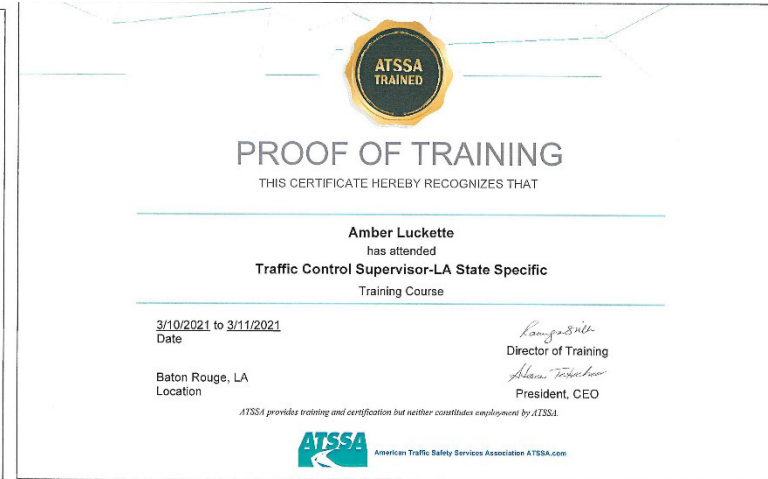 ATSSA
TRAINED
PROOF OF TRAINING
THIS CERTIFICATE HEREBY RECOGNIZES THAT
Amber Luckette
has attended
Traffic Control Supervisor-LA State Specific
Training Course
3/10/2021 to 3/11/2021
Date
Director of Training
Baton Rouge, LA
Location
President, CEO
ATSSA provides training and certification but neither constitutes employment by ATSSA.
ATSSA
American Traffic Safety Services Association ATSSA.com